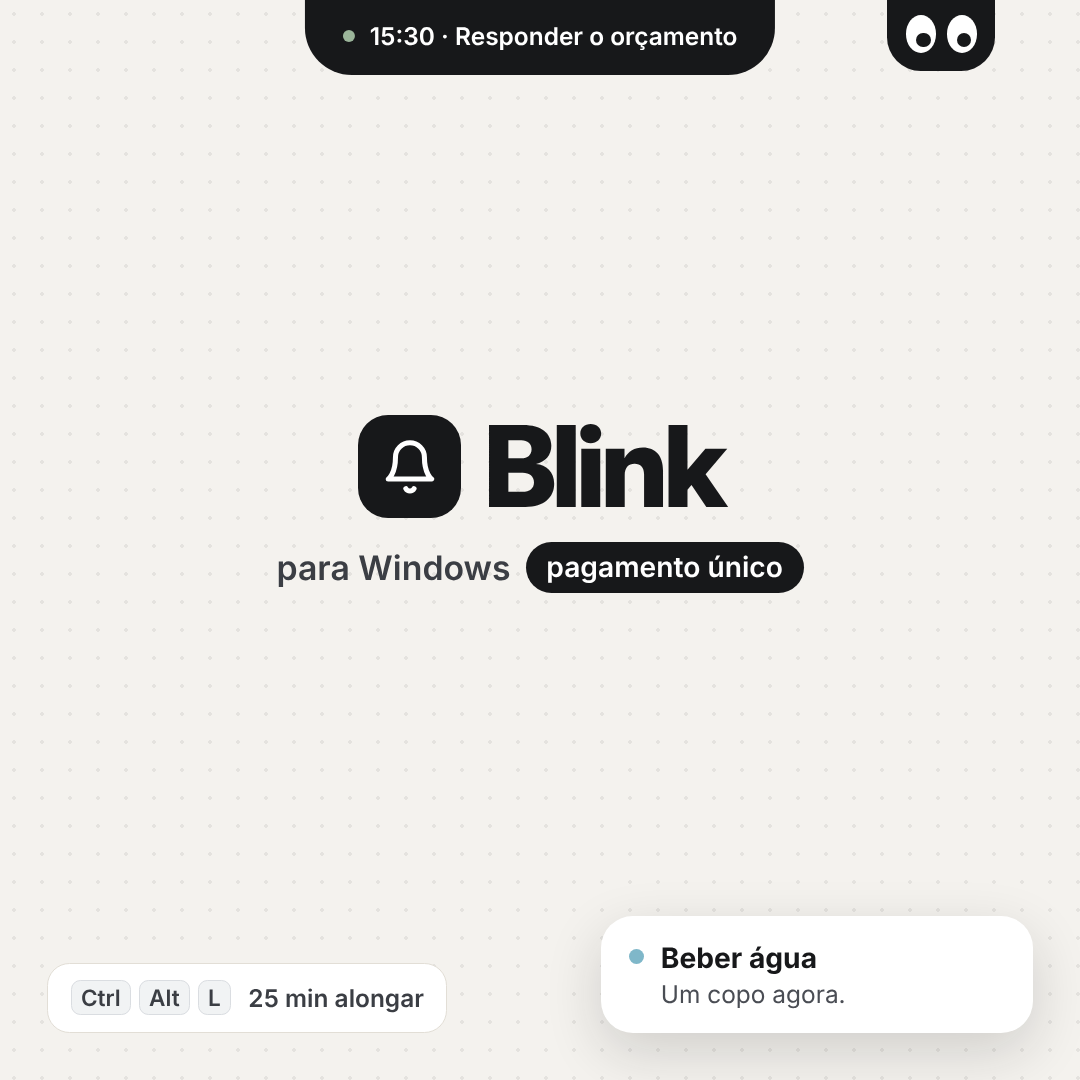 15:30 · Responder o orçamento
Blink
para Windows pagamento único
Beber água
Um copo agora.
Ctrl Alt L 25 min alongar